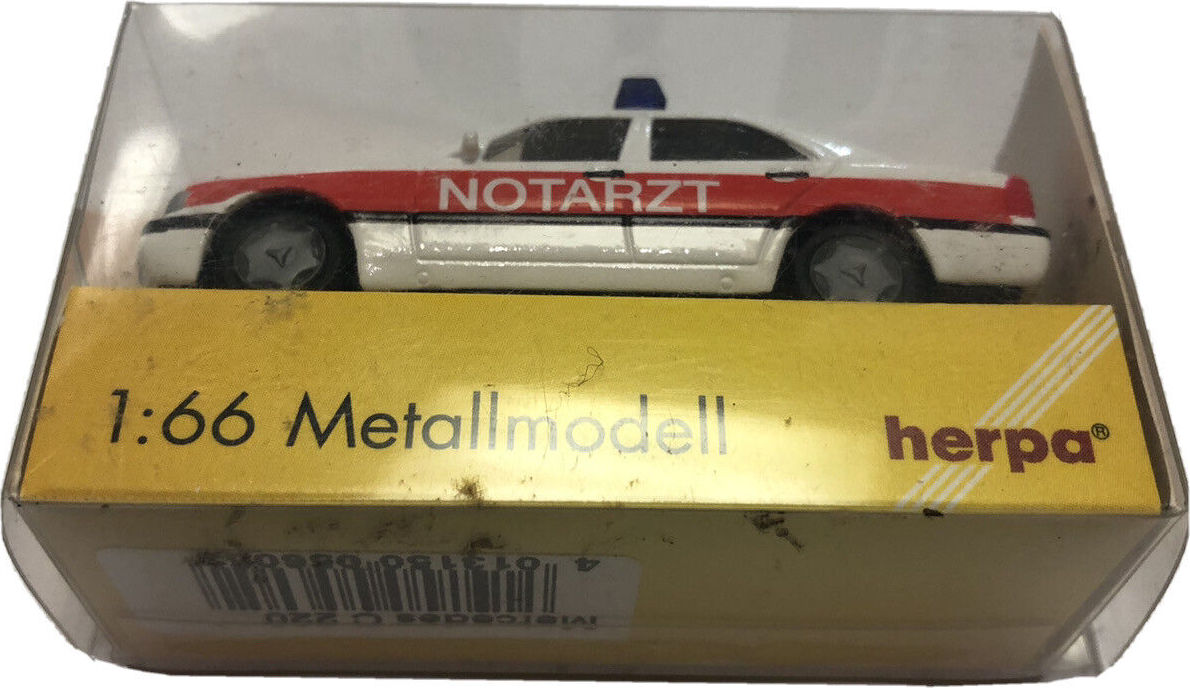 NOTARZT
1:66 Metallmodell
herpa®
Mercedes C 220